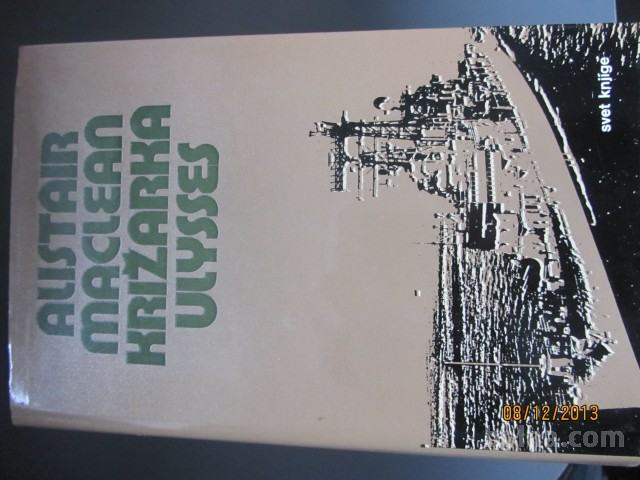 ALISTAIR
MACLEAN
KRIŽARKA
ULYSSES
svet knjige
08/12/2013